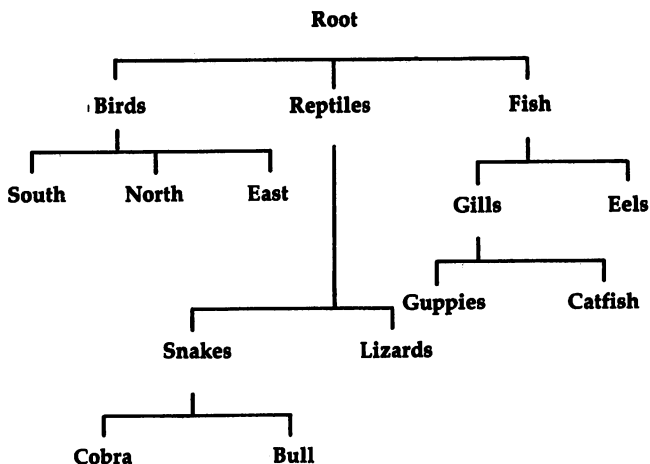 Root
Birds Reptiles Fish
South North East
Gills Eels
Guppies Catfish
Snakes Lizards
Cobra Bull